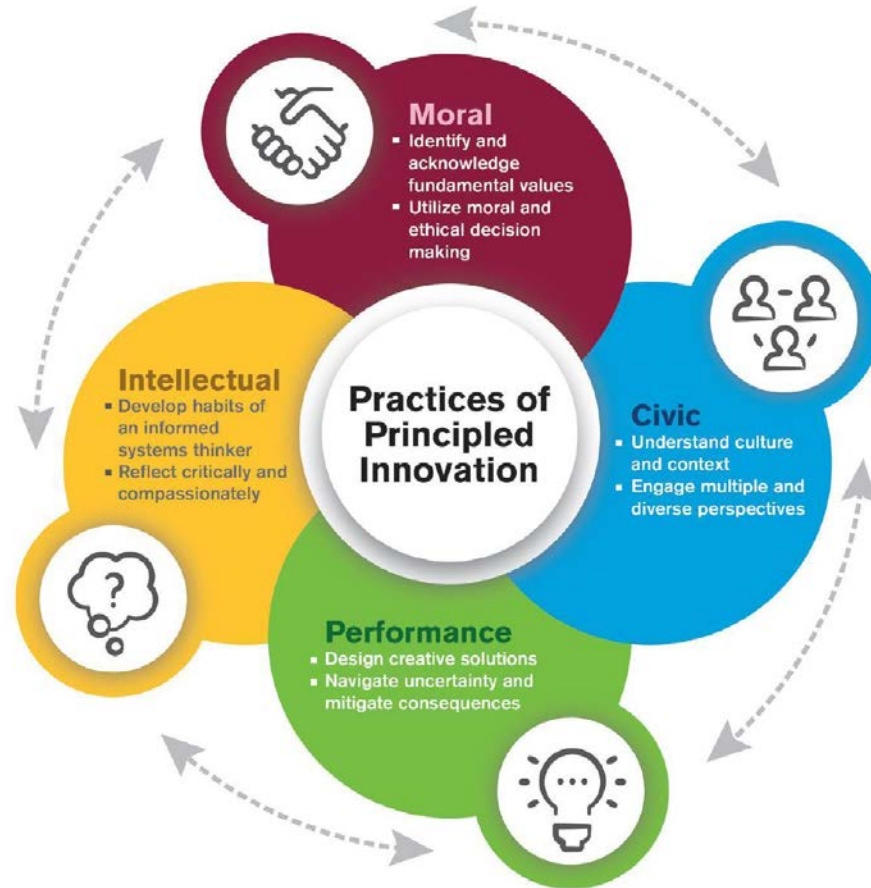 Moral
▪ Identify and
acknowledge
fundamental values
▪ Utilize moral and
ethical decision
making
Intellectual
▪ Develop habits of
an informed
systems thinker
▪ Reflect critically and
compassionately
Practices of
Principled
Innovation
Civic
▪ Understand culture
and context
▪ Engage multiple and
diverse perspectives
Performance
▪ Design creative solutions
▪ Navigate uncertainty and
mitigate consequences
?